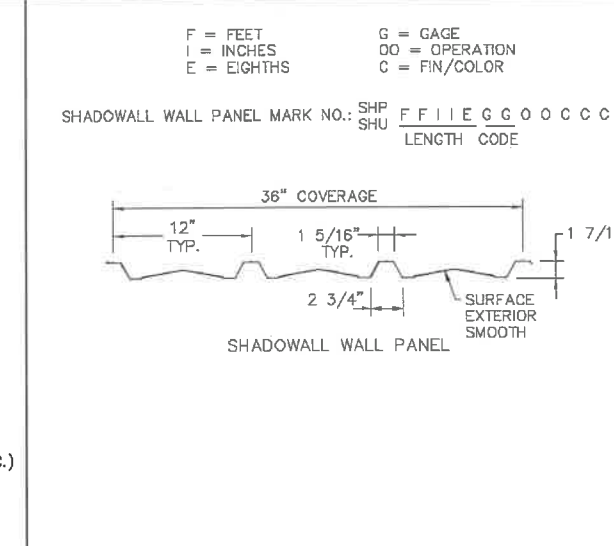 F = FEET
I = INCHES
E = EIGHTHS
G = GAGE
OO = OPERATION
C = FIN/COLOR
SHADOWALL WALL PANEL MARK NO.: SHP SHU F F I I E G G O O C C C
LENGTH CODE
36" COVERAGE
12" TYP.
1 5/16" TYP.
1 7/1
2 3/4"
SURFACE
EXTERIOR
SMOOTH
SHADOWALL WALL PANEL
C.)